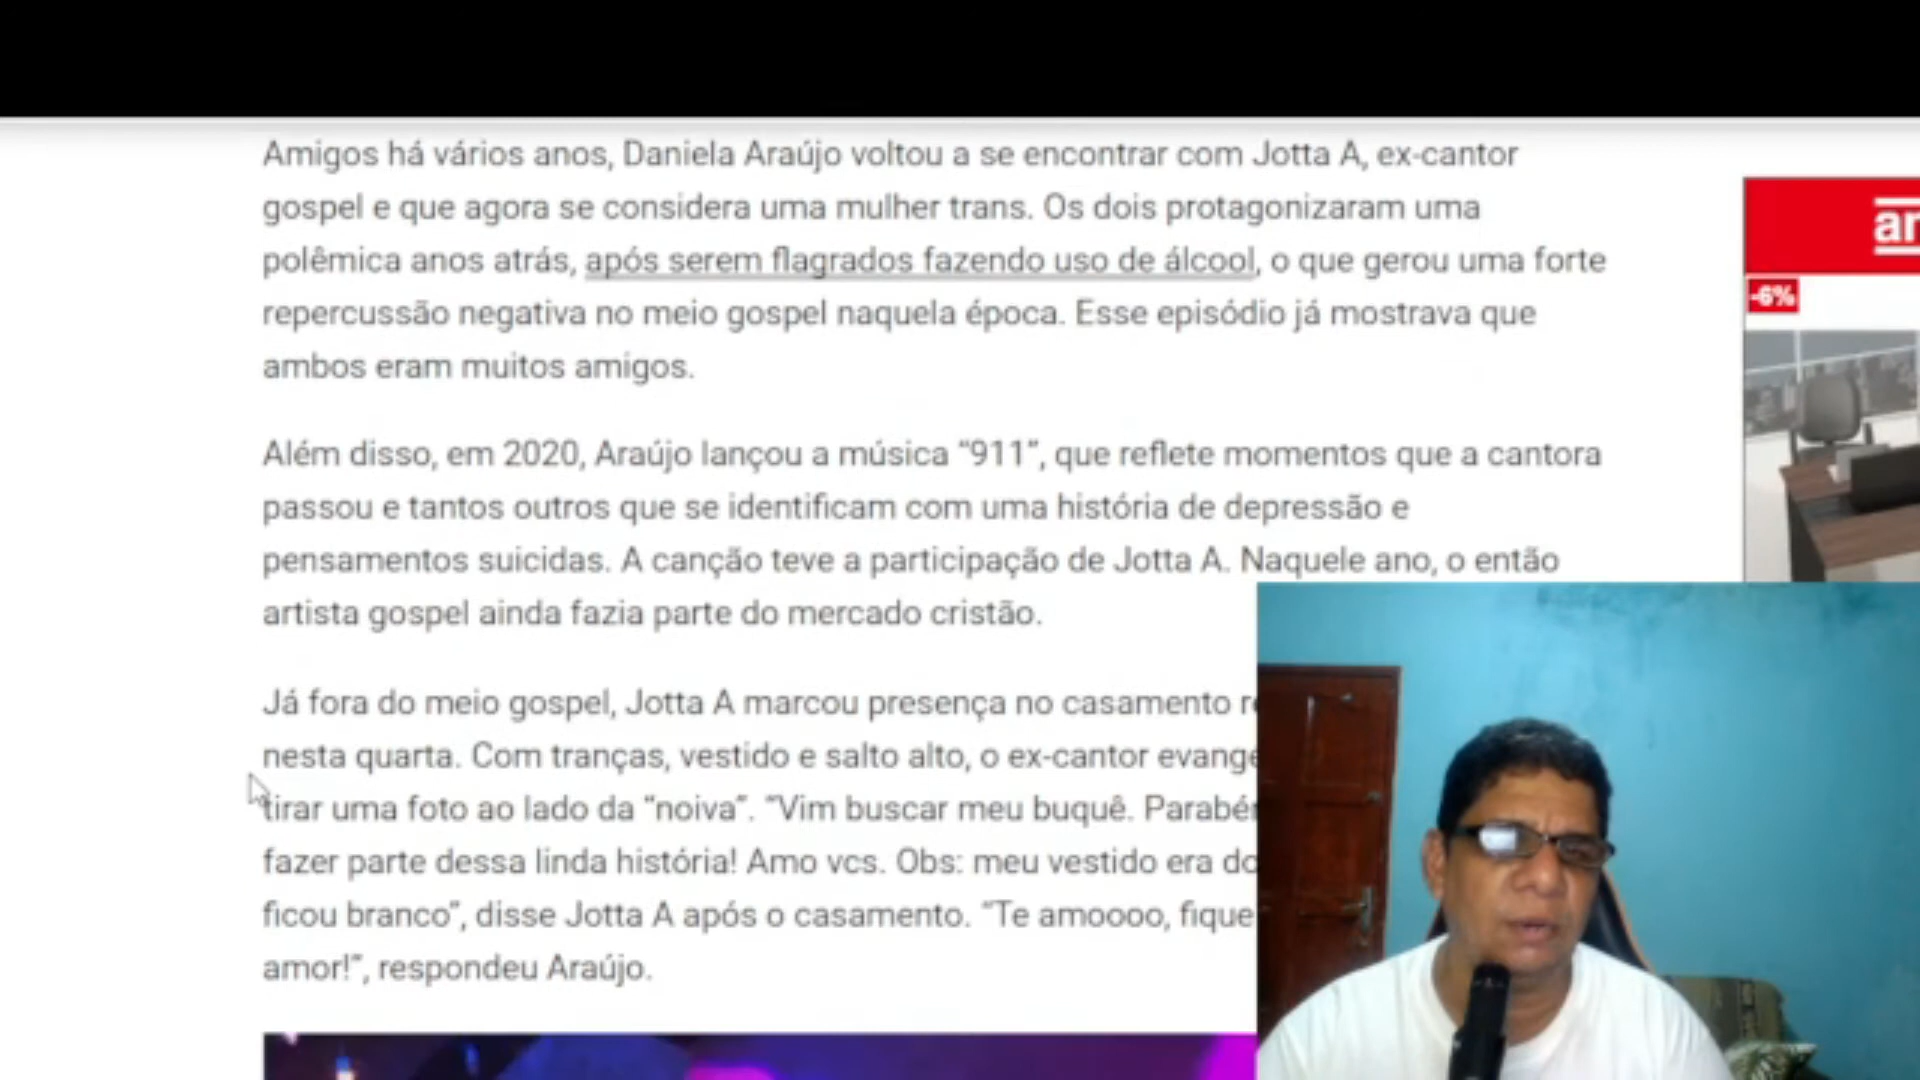 Amigos há vários anos, Daniela Araújo voltou a se encontrar com Jotta A, ex-cantor
gospel e que agora se considera uma mulher trans. Os dois protagonizaram uma
polêmica anos atrás, após serem flagrados fazendo uso de álcool, o que gerou uma forte
repercussão negativa no meio gospel naquela época. Esse episódio já mostrava que
ambos eram muitos amigos.
Além disso, em 2020, Araújo lançou a música “911”, que reflete momentos que a cantora
passou e tantos outros que se identificam com uma história de depressão e
pensamentos suicidas. A canção teve a participação de Jotta A. Naquele ano, o então
artista gospel ainda fazia parte do mercado cristão.
Já fora do meio gospel, Jotta A marcou presença no casamento
nesta quarta. Com tranças, vestido e salto alto, o ex-cantor
tirar uma foto ao lado da “noiva”. “Vim buscar meu buquê.
fazer parte dessa linda história! Amo vcs. Obs: meu vestido era
ficou branco”, disse Jotta A após o casamento. “Te amoooo,
amor!”, respondeu Araújo.
-6%